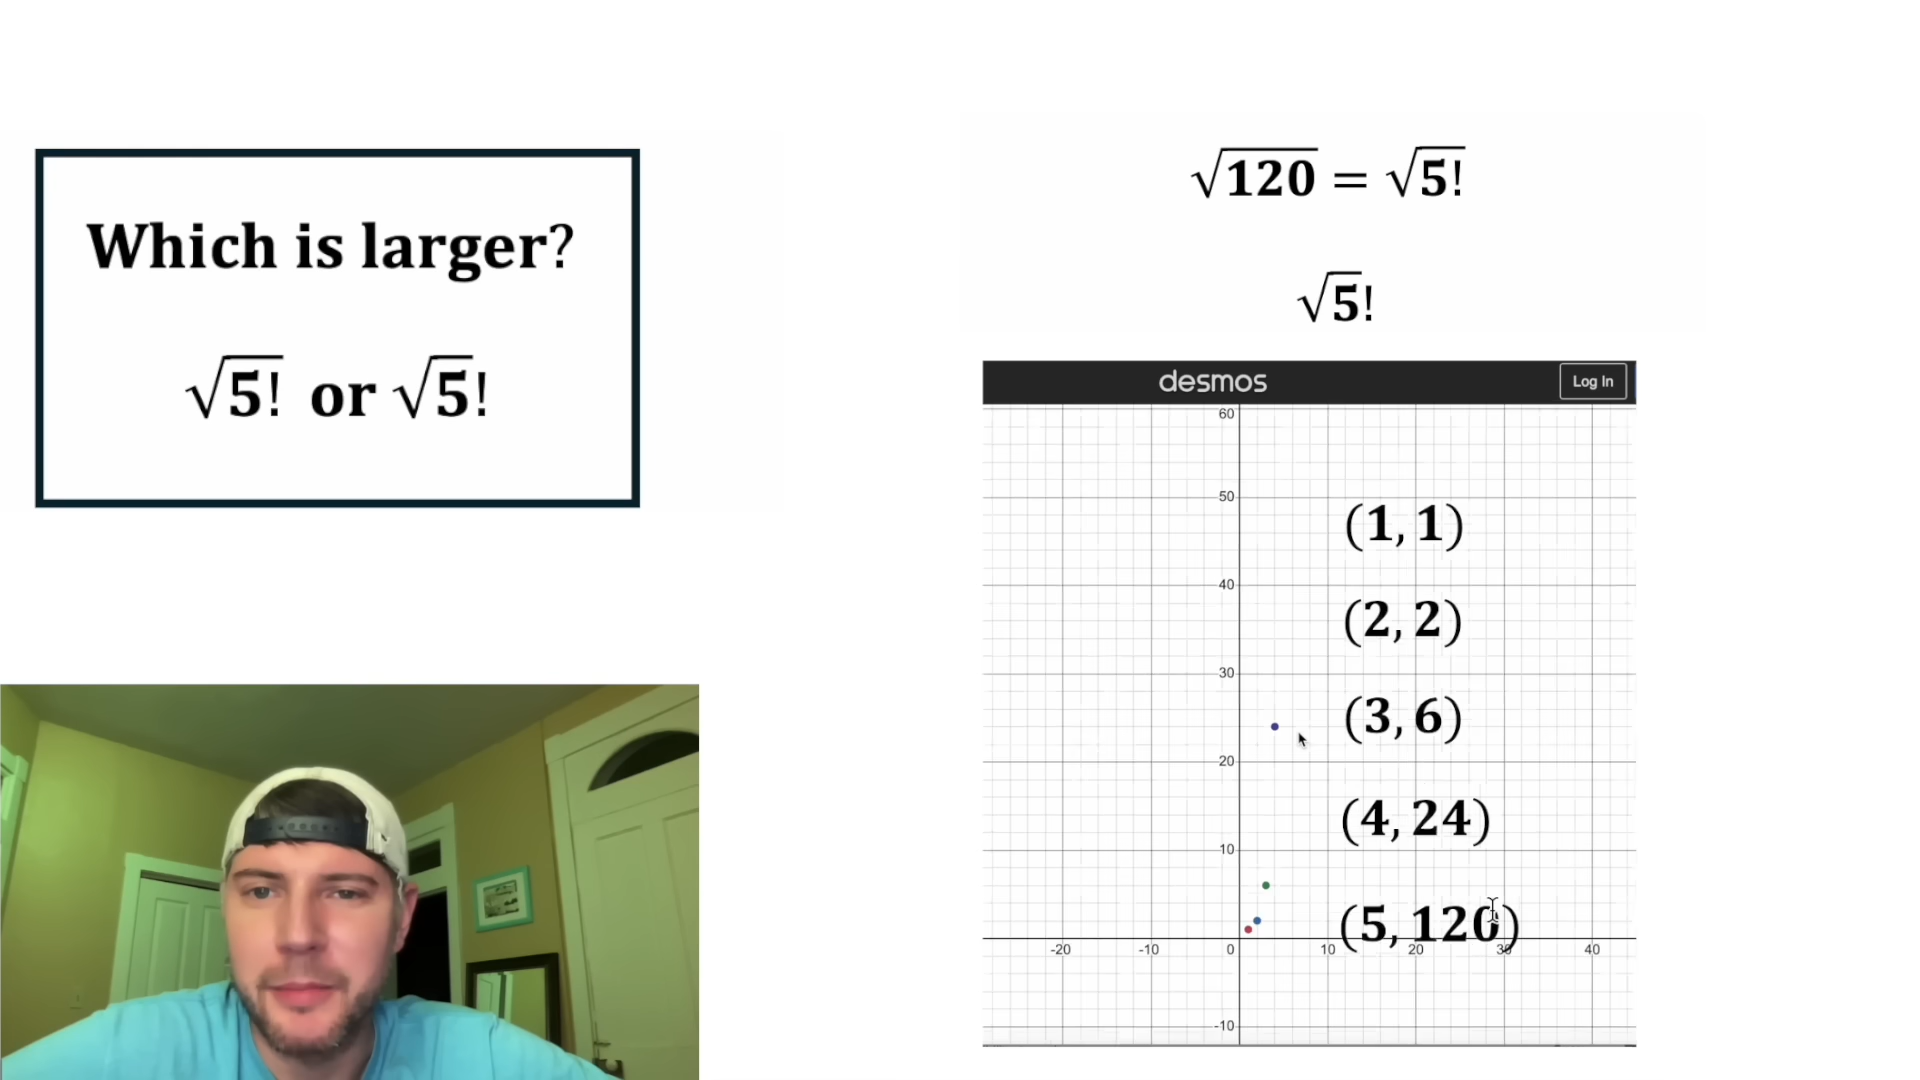 Which is larger?
√5! or √5!
√120 = √5!
√5!
desmos
Log In
60
50
40
30
20
10
-20 -10 0 10 20 30 40
-10
(1, 1)
(2, 2)
(3, 6)
(4, 24)
(5, 120)